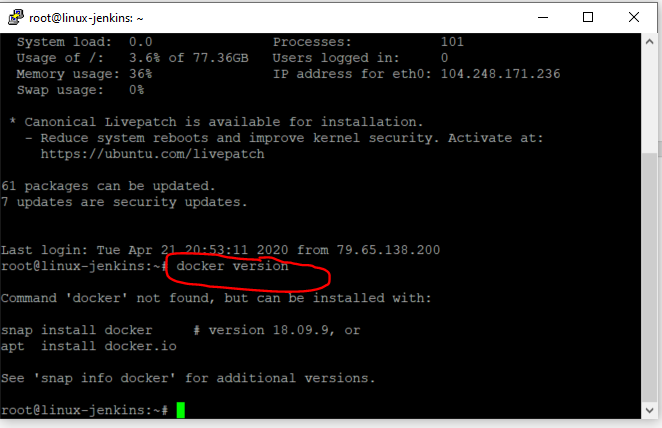 root@linux-jenkins: ~
System load:  0.0               Processes:           101
Usage of /:   3.6% of 77.36GB   Users logged in:     0
Memory usage: 36%               IP address for eth0: 104.248.171.236
Swap usage:   0%
* Canonical Livepatch is available for installation.
- Reduce system reboots and improve kernel security. Activate at:
https://ubuntu.com/livepatch
61 packages can be updated.
7 updates are security updates.
Last login: Tue Apr 21 20:53:11 2020 from 79.65.138.200
root@linux-jenkins:~# docker version
Command 'docker' not found, but can be installed with:
snap install docker     # version 18.09.9, or
apt  install docker.io
See 'snap info docker' for additional versions.
root@linux-jenkins:~#